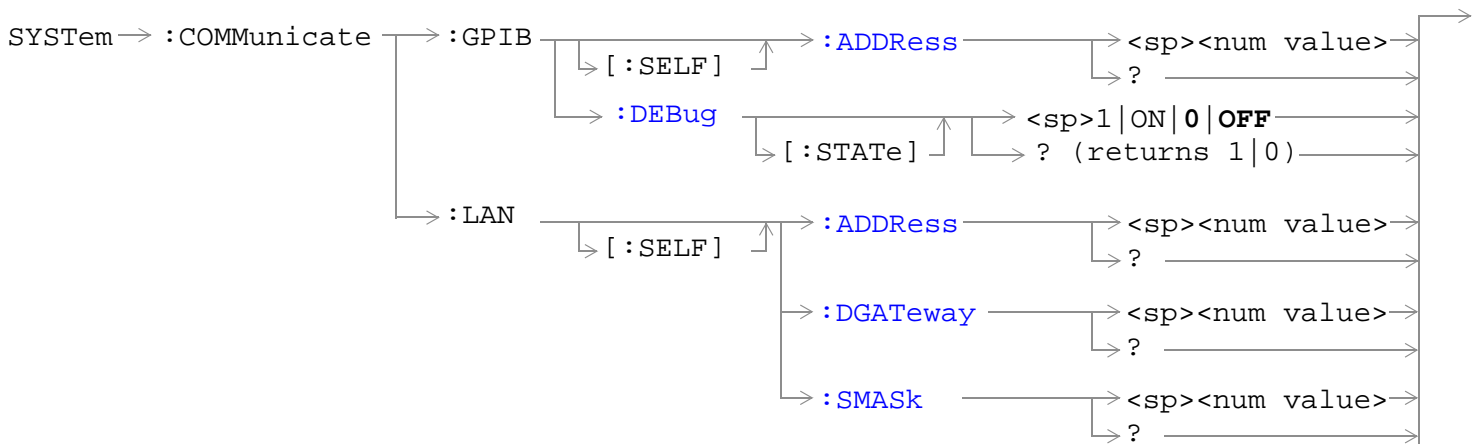 SYSTem :COMMunicate :GPIB :ADDRess <sp><num value>
[:SELF] ?
:DEBug <sp>1|ON|0|OFF
[:STATe] ? (returns 1|0)
:LAN :ADDRess <sp><num value>
[:SELF] ?
:DGATeway <sp><num value>
?
:SMASk <sp><num value>
?